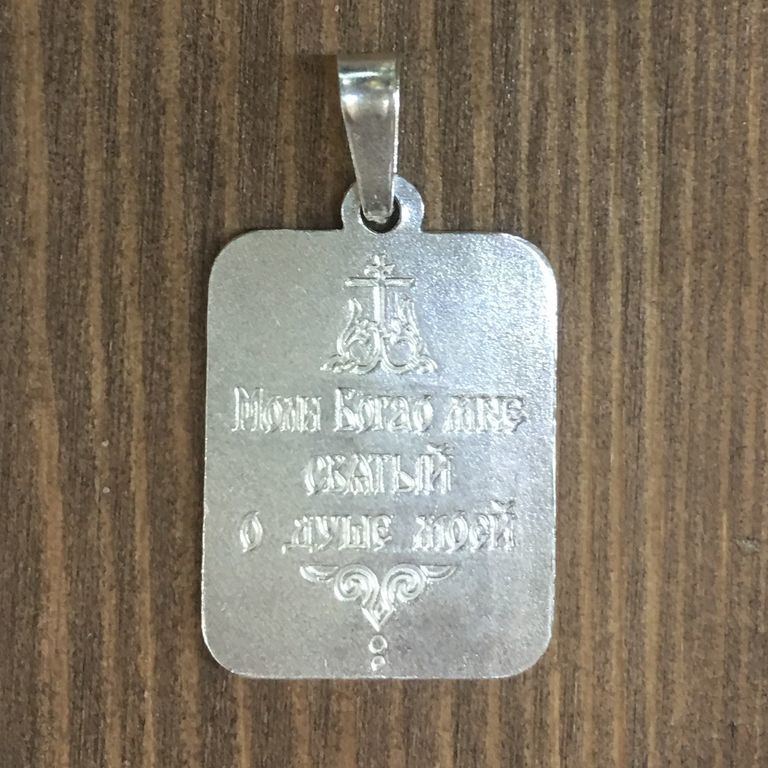 Моли Бога о мне
святый
о душе моей